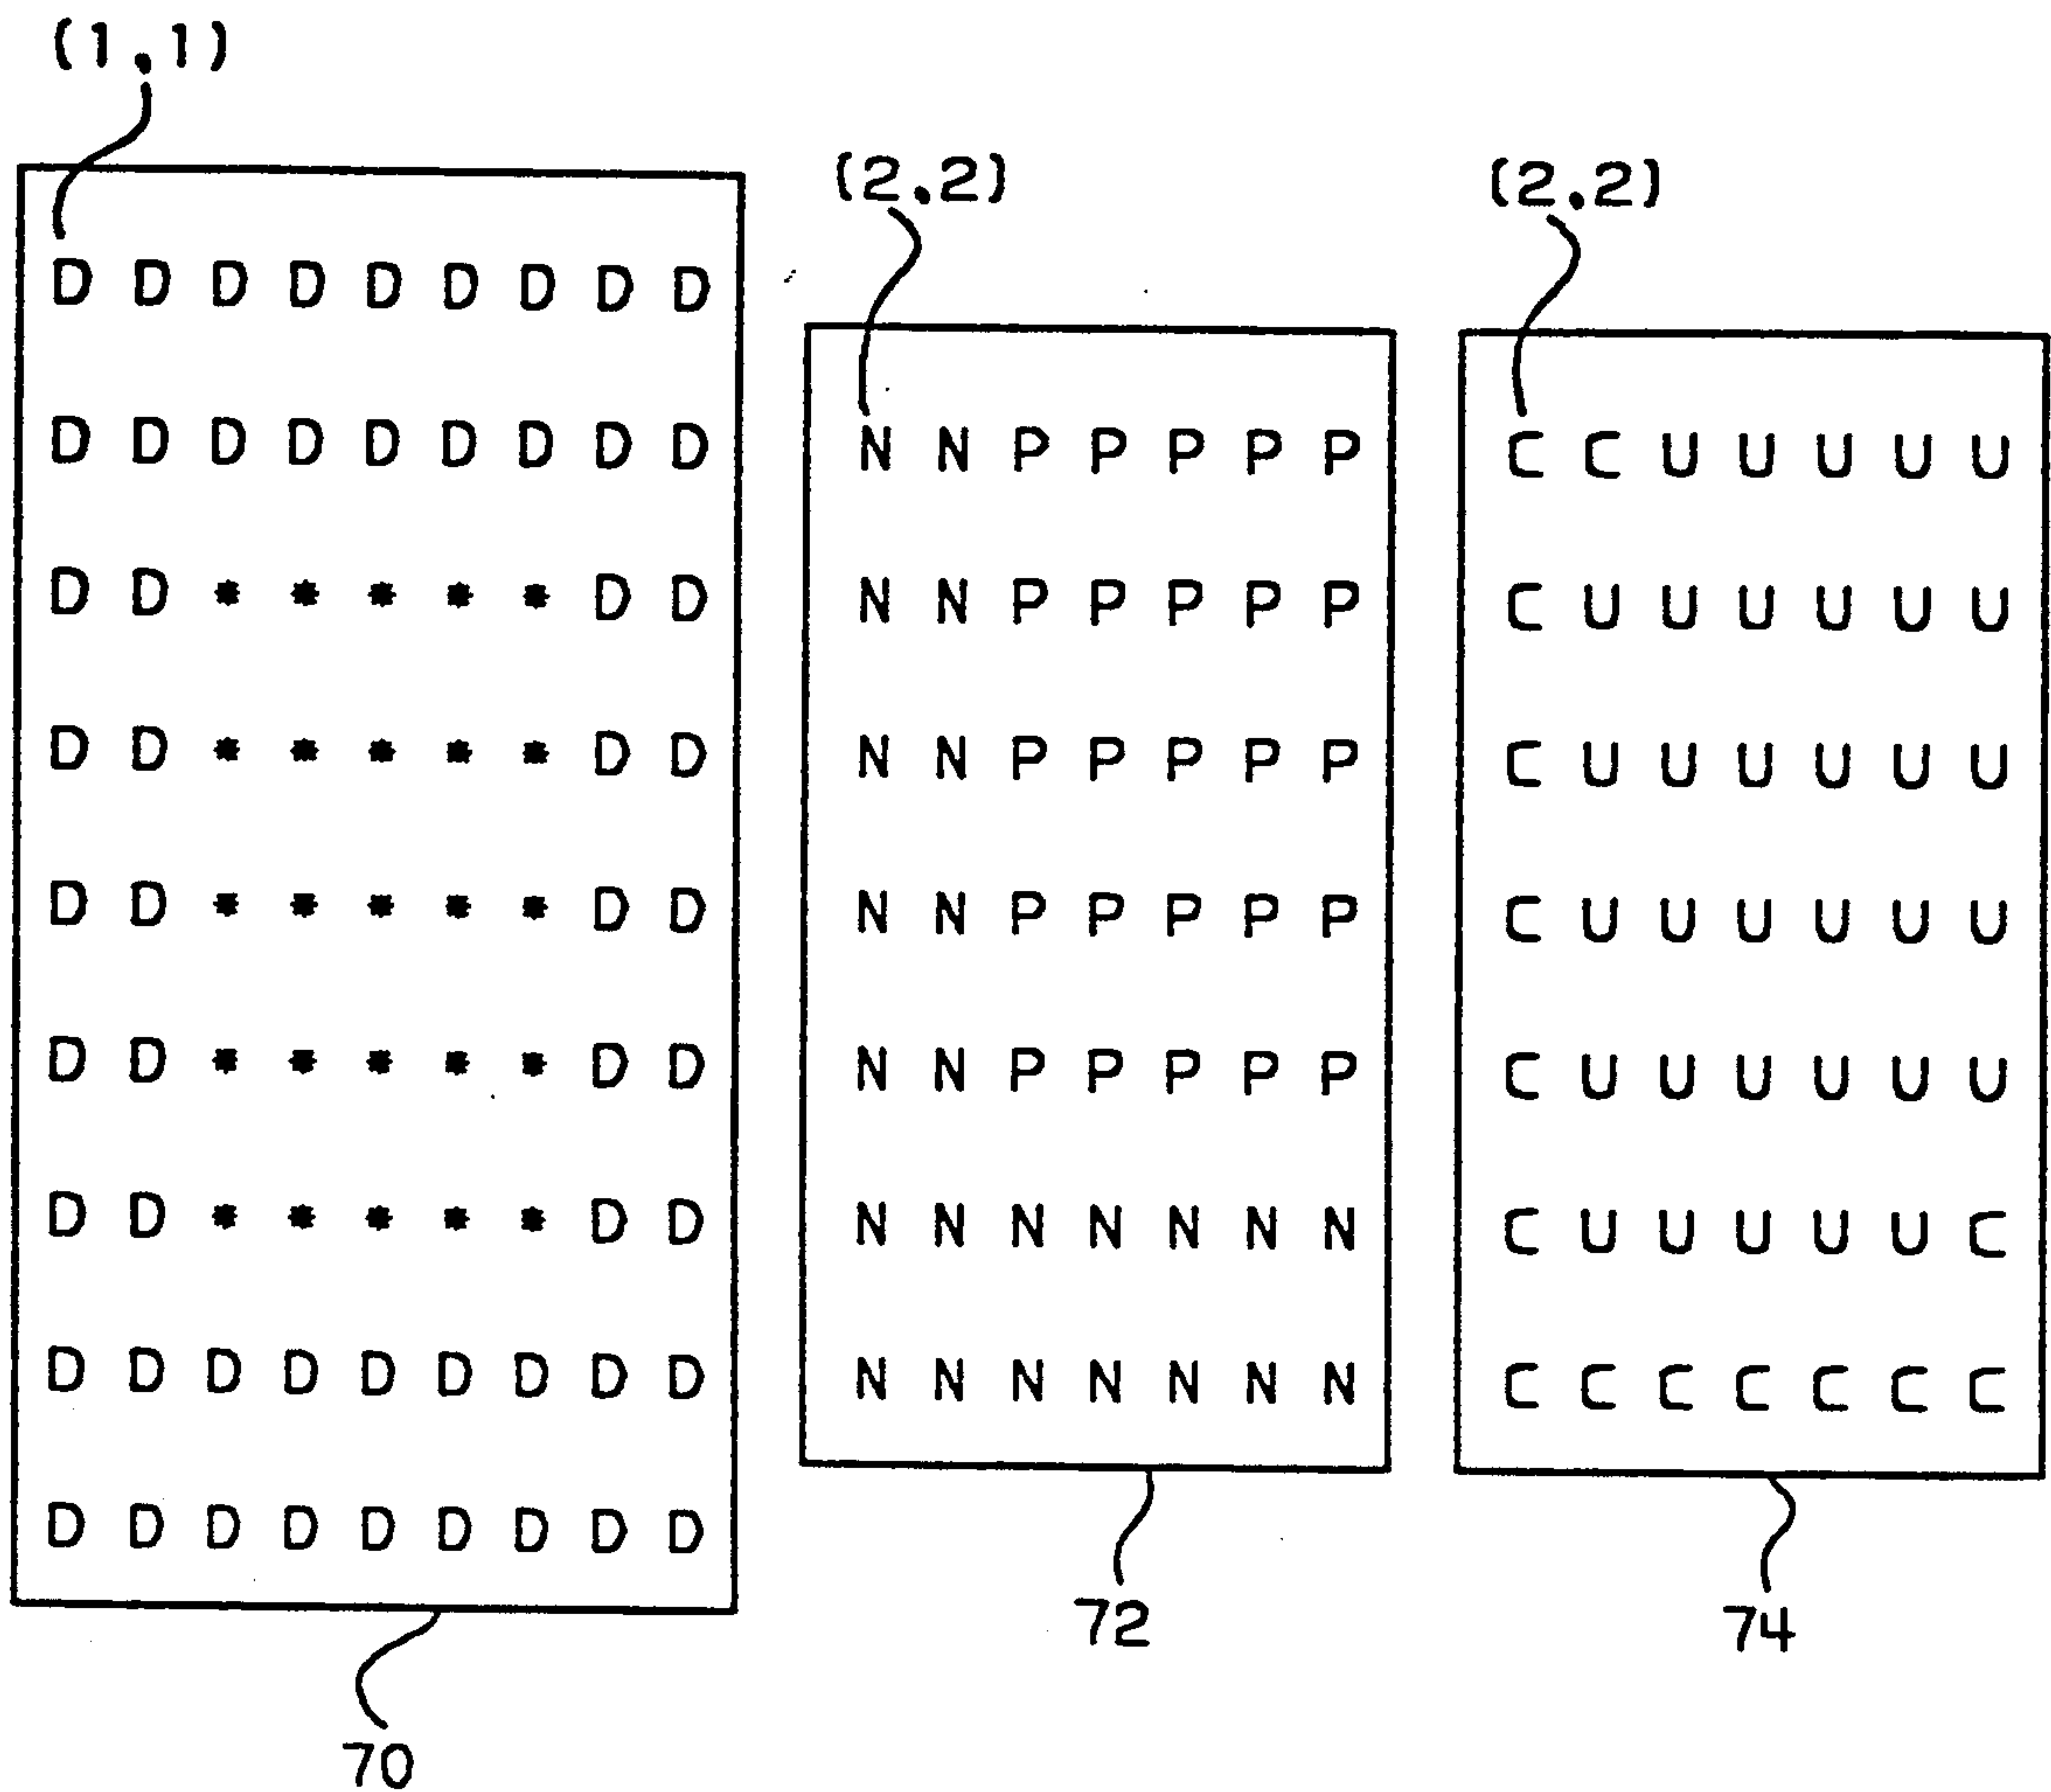 (1,1)
D D D D D D D D D
D D D D D D D D D
D D * * * * * D D
D D * * * * * D D
D D * * * * * D D
D D * * * * * D D
D D * * * * * D D
D D D D D D D D D
D D D D D D D D D
70
(2,2)
N N P P P P P
N N P P P P P
N N P P P P P
N N P P P P P
N N P P P P P
N N N N N N N
N N N N N N N
72
(2,2)
C C U U U U U
C U U U U U U
C U U U U U U
C U U U U U U
C U U U U U U
C U U U U U C
C C C C C C C
74